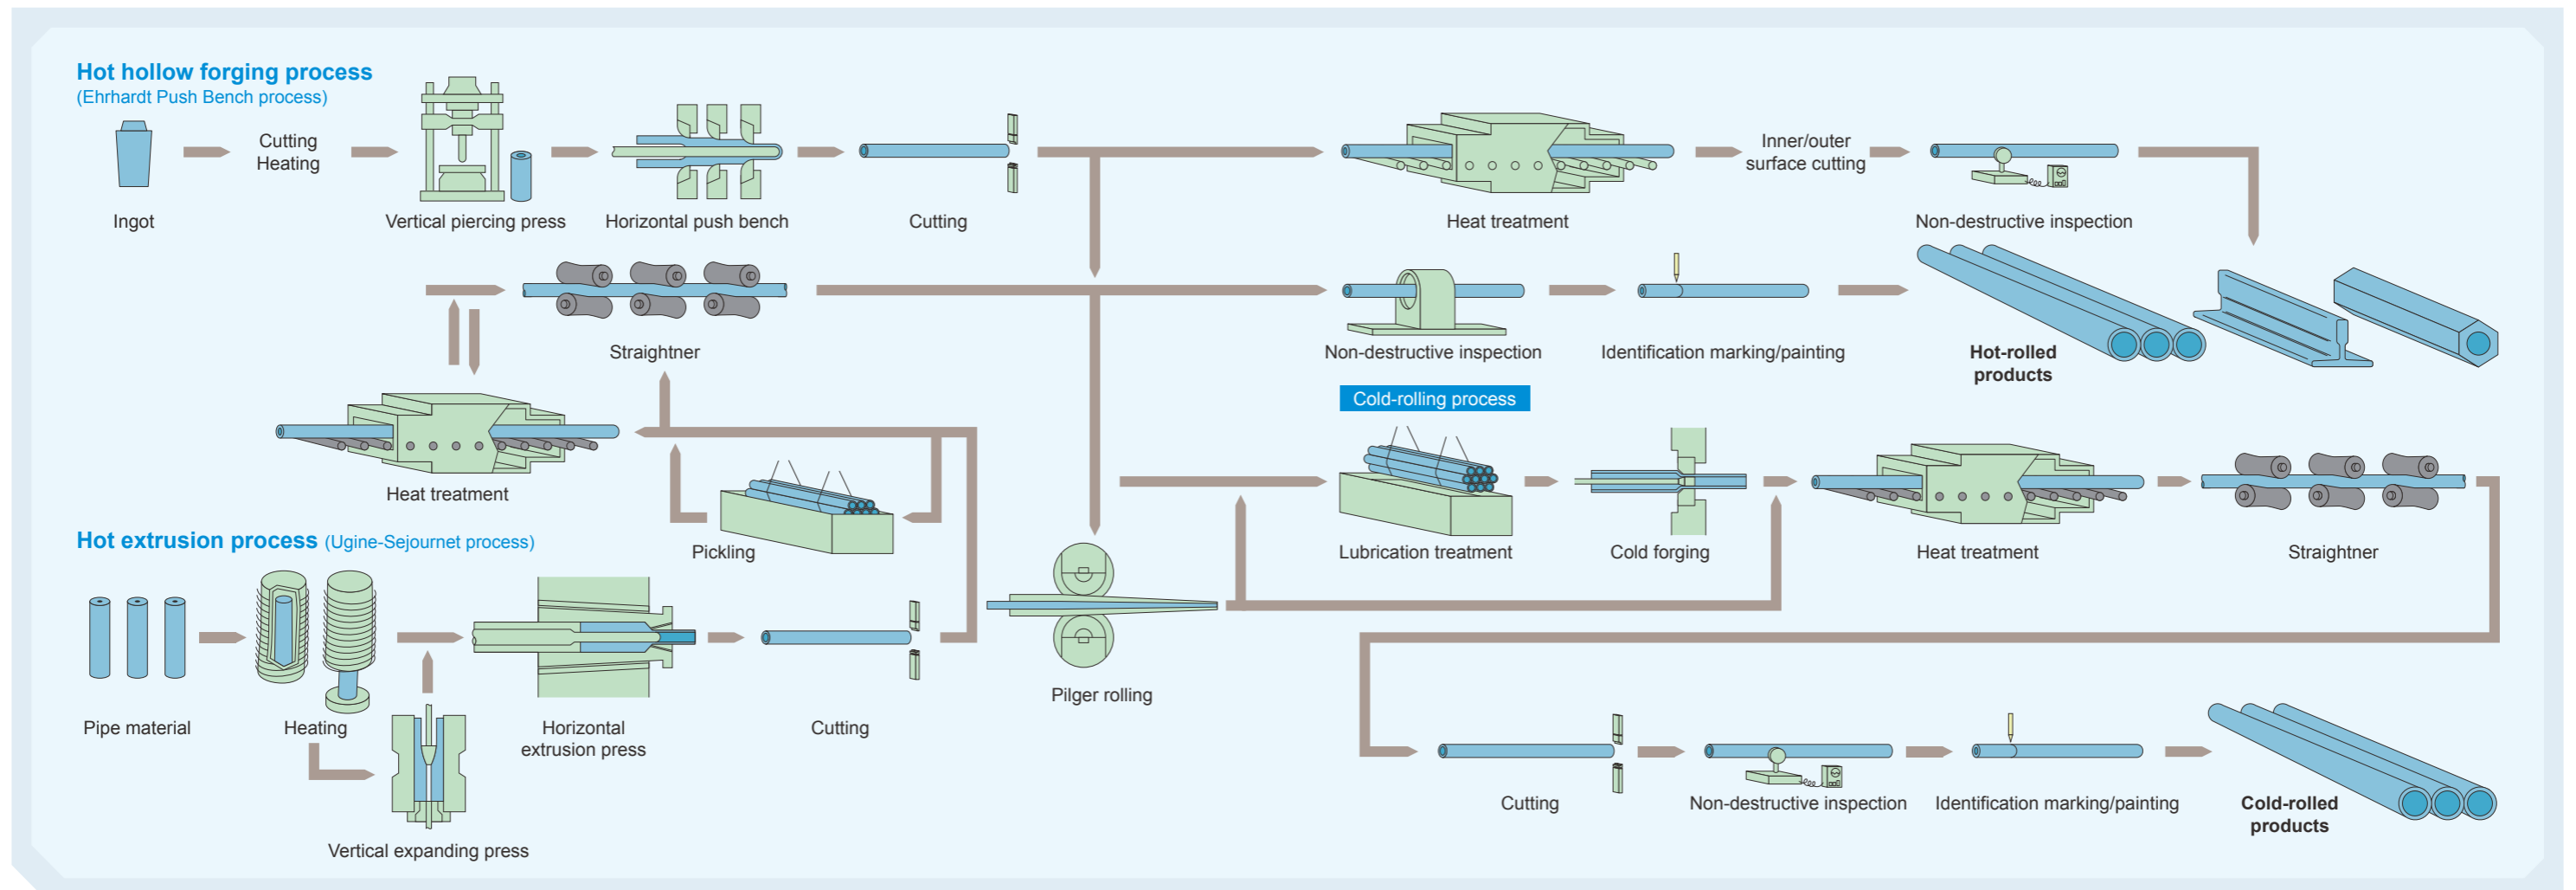 Hot hollow forging process
(Ehrhardt Push Bench process)
Ingot
Cutting
Heating
Vertical piercing press
Horizontal push bench
Cutting
Heat treatment
Inner/outer
surface cutting
Non-destructive inspection
Straightner
Non-destructive inspection
Identification marking/painting
Hot-rolled
products
Heat treatment
Pickling
Cold-rolling process
Lubrication treatment
Cold forging
Heat treatment
Straightner
Hot extrusion process (Ugine-Sejournet process)
Pipe material
Heating
Vertical expanding press
Horizontal
extrusion press
Cutting
Pilger rolling
Cutting
Non-destructive inspection
Identification marking/painting
Cold-rolled
products